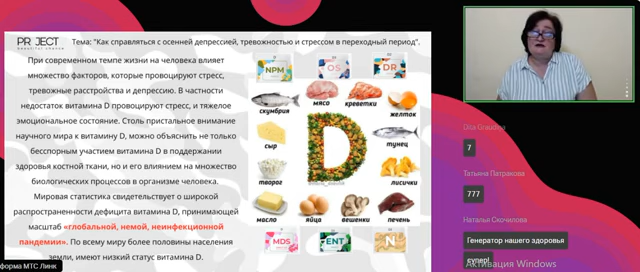 PR JECT
beautiful change
Тема: "Как справляться с осенней депрессией, тревожностью и стрессом в переходный период".
При современном темпе жизни на человека влияет
множество факторов, которые провоцируют стресс,
тревожные расстройства и депрессию. В частности
недостаток витамина D провоцируют стресс, и тяжелое
эмоциональное состояние. Столь пристальное внимание
научного мира к витамину D, можно объяснить не только
бесспорным участием витамина D в поддержании
здоровья костной ткани, но и его влиянием на множество
биологических процессов в организме человека.
Мировая статистика свидетельствует о широкой
распространенности дефицита витамина D, принимающей
масштаб «глобальной, немой, неинфекционной
пандемии». По всему миру более половины населения
земли, имеют низкий статус витамина D.
форма МТС Линк
NPM
OS
DR
скумбрия
мясо
креветки
желток
сыр
D
тунец
творог
лисички
масло
яйца
вешенки
печень
MDS
ENT
N
7
Татьяна Патракова
777
Наталья Скочилова
Генератор нашего здоровья
супер!
Активация Windows